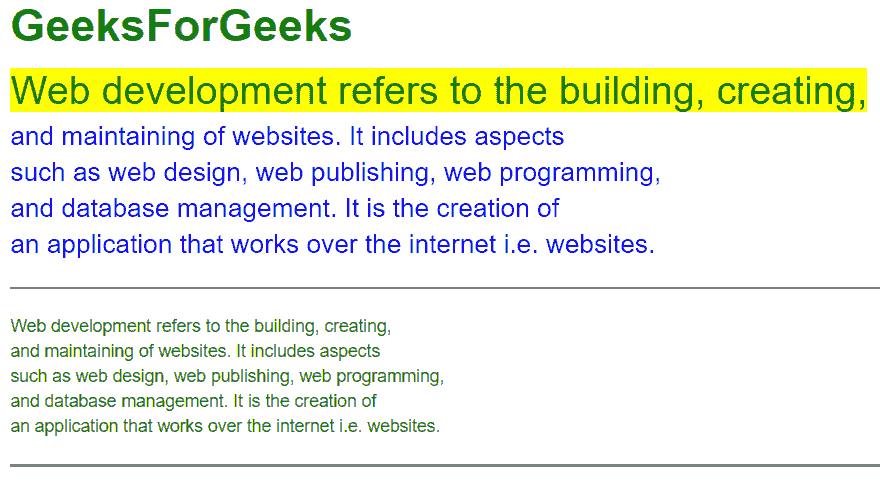 GeeksForGeeks
Web development refers to the building, creating,
and maintaining of websites. It includes aspects
such as web design, web publishing, web programming,
and database management. It is the creation of
an application that works over the internet i.e. websites.
Web development refers to the building, creating,
and maintaining of websites. It includes aspects
such as web design, web publishing, web programming,
and database management. It is the creation of
an application that works over the internet i.e. websites.